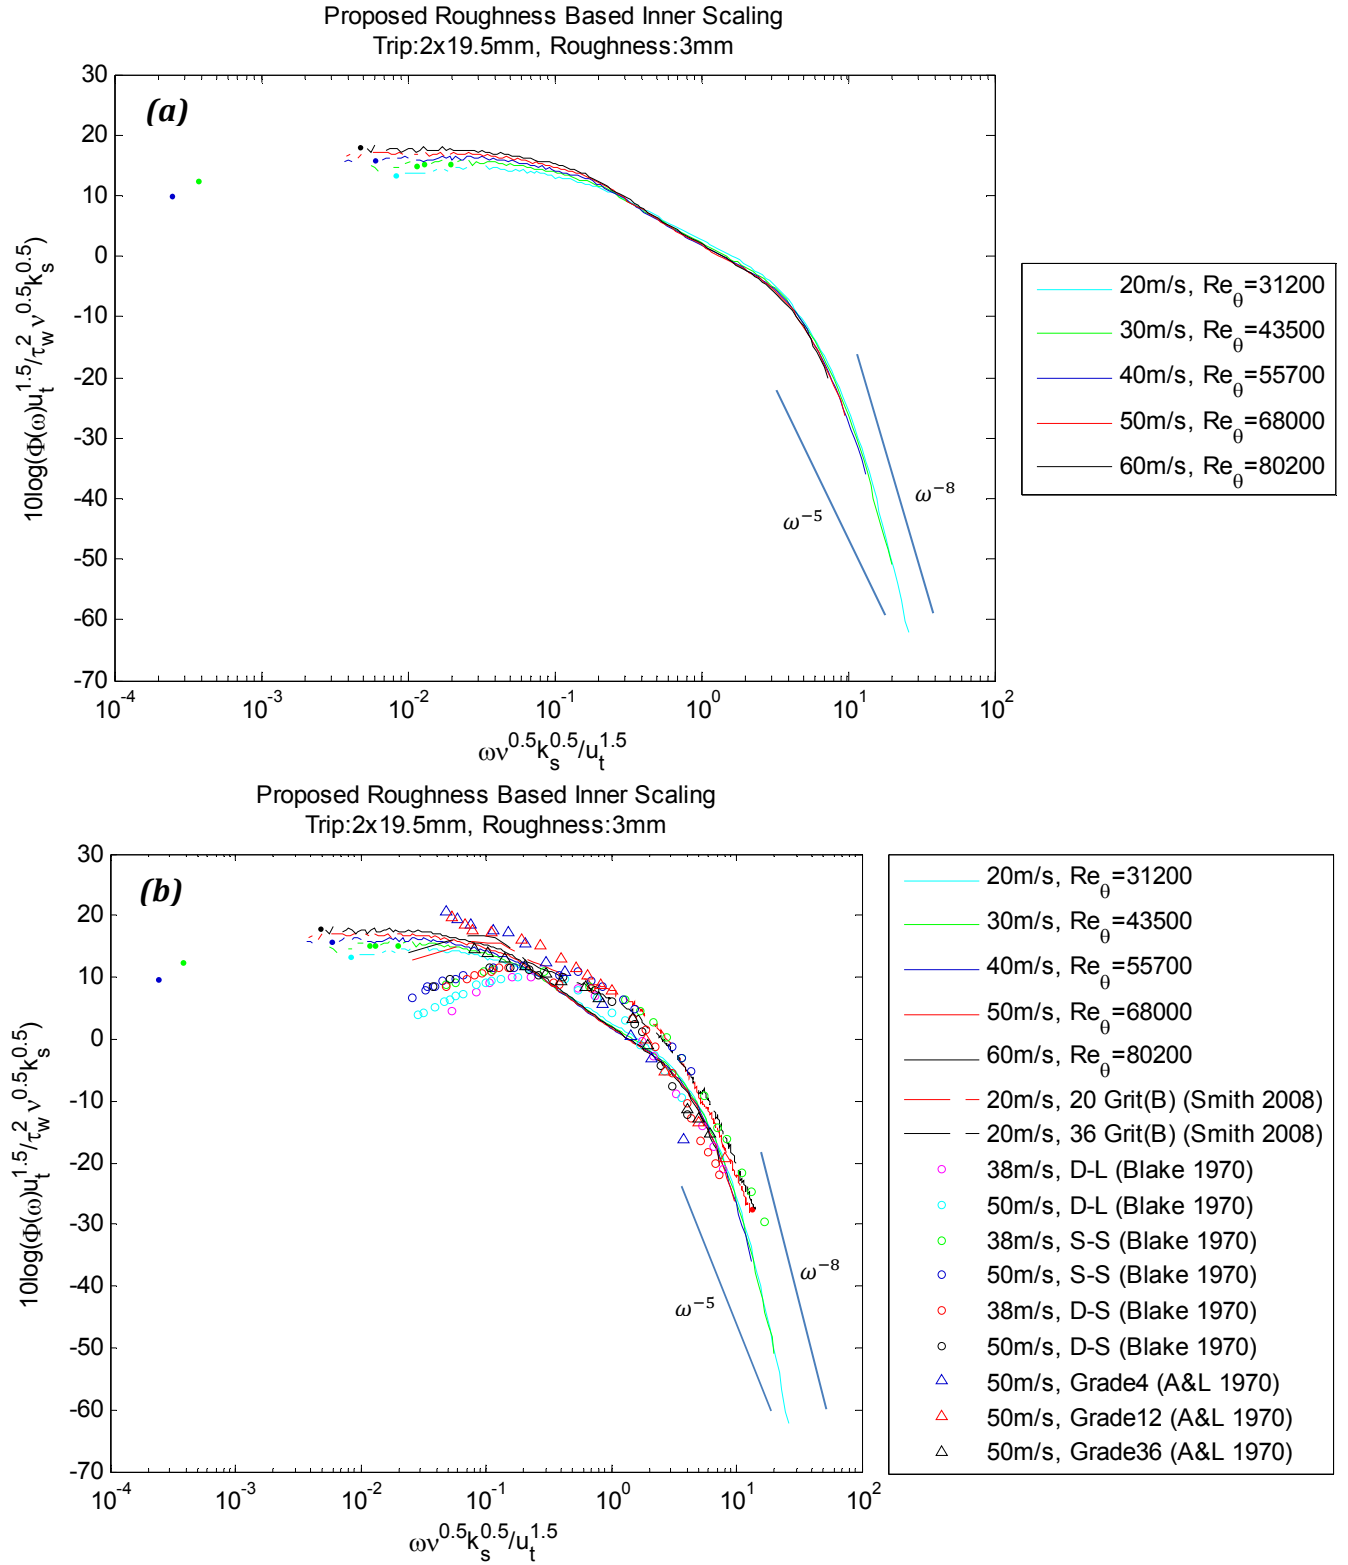 Proposed Roughness Based Inner Scaling
Trip:2x19.5mm, Roughness:3mm
(a)
30
20
10
0
-10
-20
-30
-40
-50
-60
-70
10^-4
10^-3
10^-2
10^-1
10^0
10^1
10^2
10log(Φ(ω)u_t^1.5/τ_w^2 ν^0.5k_s^0.5)
ων^0.5k_s^0.5/u_t^1.5
ω^−5
ω^−8
20m/s, Re_θ=31200
30m/s, Re_θ=43500
40m/s, Re_θ=55700
50m/s, Re_θ=68000
60m/s, Re_θ=80200
Proposed Roughness Based Inner Scaling
Trip:2x19.5mm, Roughness:3mm
(b)
30
20
10
0
-10
-20
-30
-40
-50
-60
-70
10^-4
10^-3
10^-2
10^-1
10^0
10^1
10^2
10log(Φ(ω)u_t^1.5/τ_w^2 ν^0.5k_s^0.5)
ων^0.5k_s^0.5/u_t^1.5
ω^−5
ω^−8
20m/s, Re_θ=31200
30m/s, Re_θ=43500
40m/s, Re_θ=55700
50m/s, Re_θ=68000
60m/s, Re_θ=80200
20m/s, 20 Grit(B) (Smith 2008)
20m/s, 36 Grit(B) (Smith 2008)
38m/s, D-L (Blake 1970)
50m/s, D-L (Blake 1970)
38m/s, S-S (Blake 1970)
50m/s, S-S (Blake 1970)
38m/s, D-S (Blake 1970)
50m/s, D-S (Blake 1970)
50m/s, Grade4 (A&L 1970)
50m/s, Grade12 (A&L 1970)
50m/s, Grade36 (A&L 1970)